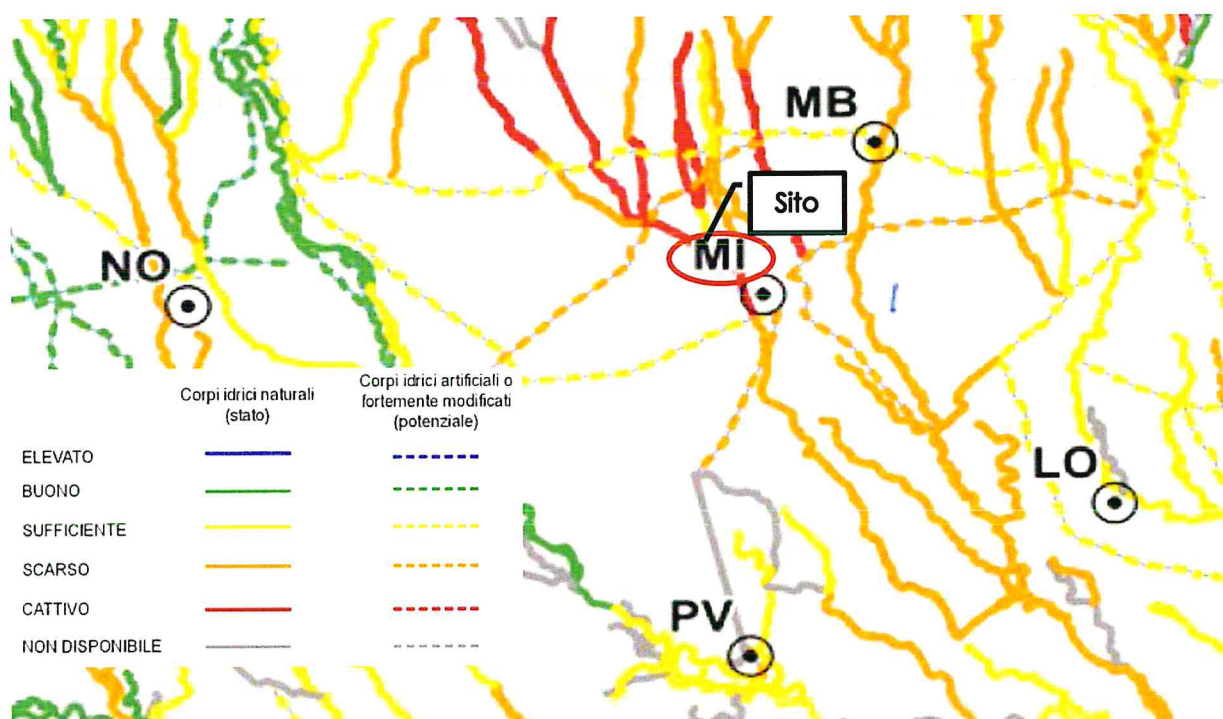 MB
Sito
Mi
NO
Corpi idrici naturali
(stato)
Corpi idrici artificiali o
fortemente modificati
(potenziale)
ELEVATO
BUONO
SUFFICIENTE
SCARSO
CATTIVO
NON DISPONIBILE
LO
PV